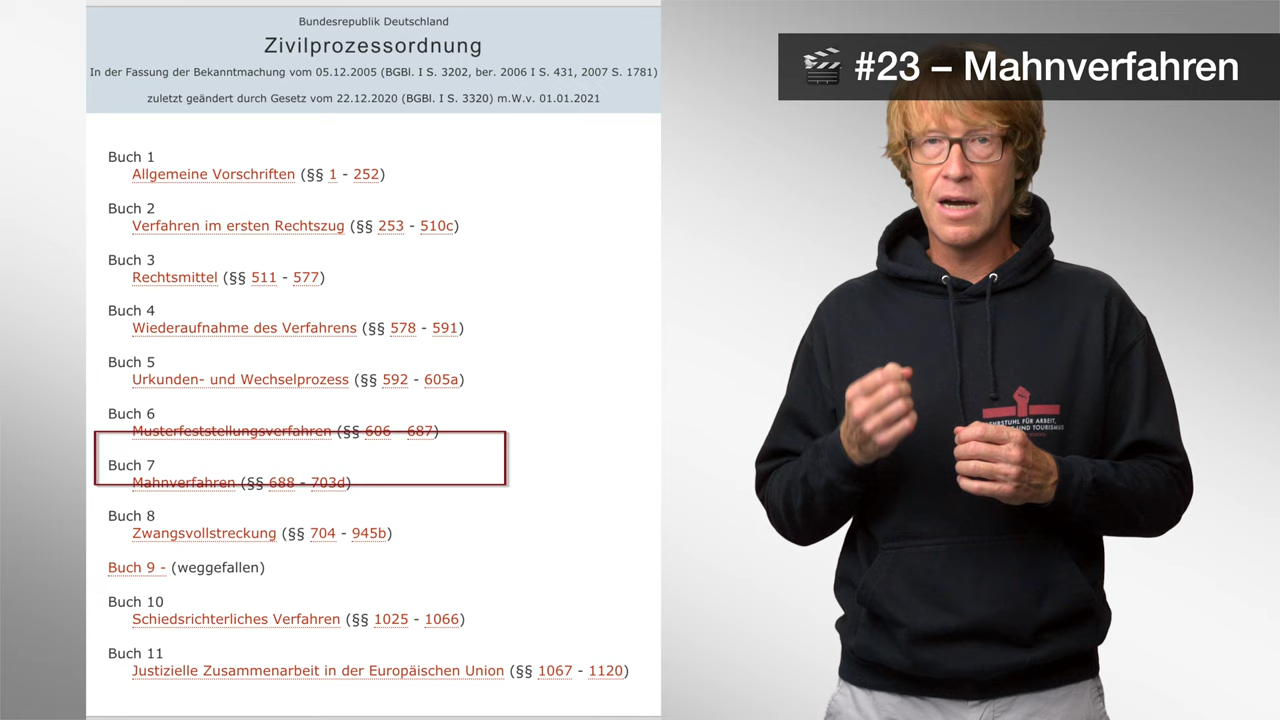 Bundesrepublik Deutschland
Zivilprozessordnung
In der Fassung der Bekanntmachung vom 05.12.2005 (BGBl. I S. 3202, ber. 2006 I S. 431, 2007 S. 1781)
zuletzt geändert durch Gesetz vom 22.12.2020 (BGBl. I S. 3320) m.W.v. 01.01.2021
Buch 1
Allgemeine Vorschriften (§§ 1 - 252)
Buch 2
Verfahren im ersten Rechtszug (§§ 253 - 510c)
Buch 3
Rechtsmittel (§§ 511 - 577)
Buch 4
Wiederaufnahme des Verfahrens (§§ 578 - 591)
Buch 5
Urkunden- und Wechselprozess (§§ 592 - 605a)
Buch 6
Musterfeststellungsverfahren (§§ 606 - 687)
Buch 7
Mahnverfahren (§§ 688 - 703d)
Buch 8
Zwangsvollstreckung (§§ 704 - 945b)
Buch 9 - (weggefallen)
Buch 10
Schiedsrichterliches Verfahren (§§ 1025 - 1066)
Buch 11
Justizielle Zusammenarbeit in der Europäischen Union (§§ 1067 - 1120)
#23 – Mahnverfahren
FÜR ARBEIT,
UND TOURISMUS